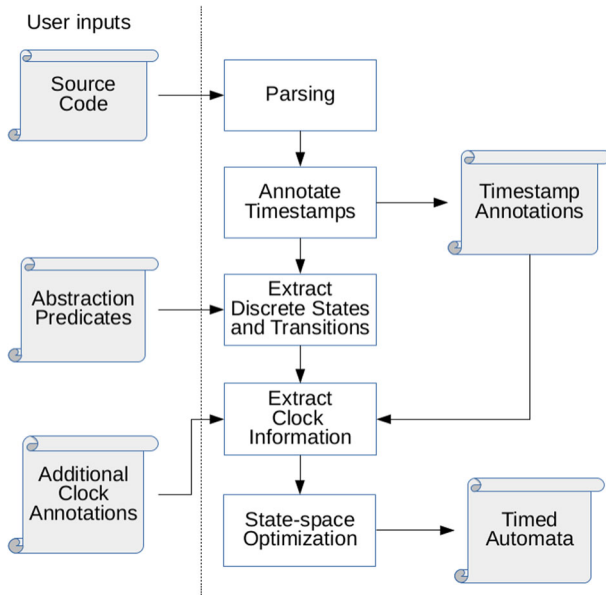 User inputs
Source
Code
Parsing
Annotate
Timestamps
Timestamp
Annotations
Abstraction
Predicates
Extract
Discrete States
and Transitions
Extract
Clock
Information
Additional
Clock
Annotations
State-space
Optimization
Timed
Automata